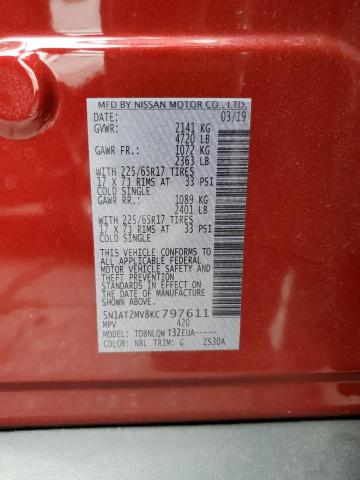 MFD BY NISSAN MOTOR CO., LTD.
DATE: 03/19
GVWR: 2141 KG
4720 LB
GAWR FR.: 1072 KG
2363 LB
WITH 225/65R17 TIRES
17 X 7J RIMS AT 33 PSI
COLD SINGLE
GAWR RR.: 1089 KG
2401 LB
WITH 225/65R17 TIRES
17 X 7J RIMS AT 33 PSI
COLD SINGLE
THIS VEHICLE CONFORMS TO
ALL APPLICABLE FEDERAL
MOTOR VEHICLE SAFETY
STANDARDS IN EFFECT ON
THE DATE OF MANUFACTURE
SHOWN ABOVE.
5N1AT2MV8KC797611
MPV 420
MODEL: TDBNLQW T32EUA-----
COLOR: NBL TRIM: G ZS30A